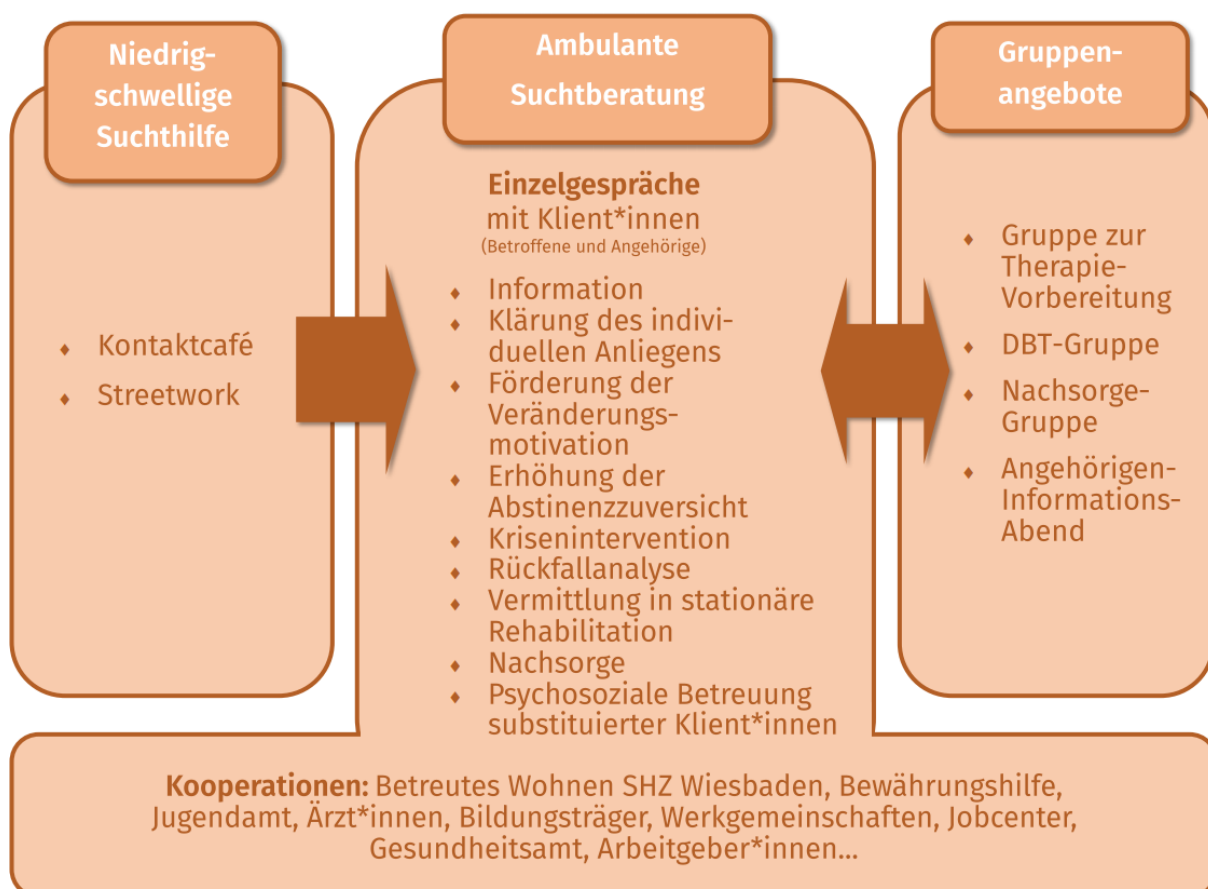 Niedrig-
schwellige
Suchthilfe
♦ Kontaktcafé
♦ Streetwork
Ambulante
Suchtberatung
Einzelgespräche
mit Klient*innen
(Betroffene und Angehörige)
♦ Information
♦ Klärung des indivi-
duellen Anliegens
♦ Förderung der
Veränderungs-
motivation
♦ Erhöhung der
Abstinenzzuversicht
♦ Krisenintervention
♦ Rückfallanalyse
♦ Vermittlung in stationäre
Rehabilitation
♦ Nachsorge
♦ Psychosoziale Betreuung
substituierter Klient*innen
Gruppen-
angebote
♦ Gruppe zur
Therapie-
Vorbereitung
♦ DBT-Gruppe
♦ Nachsorge-
Gruppe
♦ Angehörigen-
Informations-
Abend
Kooperationen: Betreutes Wohnen SHZ Wiesbaden, Bewährungshilfe,
Jugendamt, Ärzt*innen, Bildungsträger, Werkgemeinschaften, Jobcenter,
Gesundheitsamt, Arbeitgeber*innen...